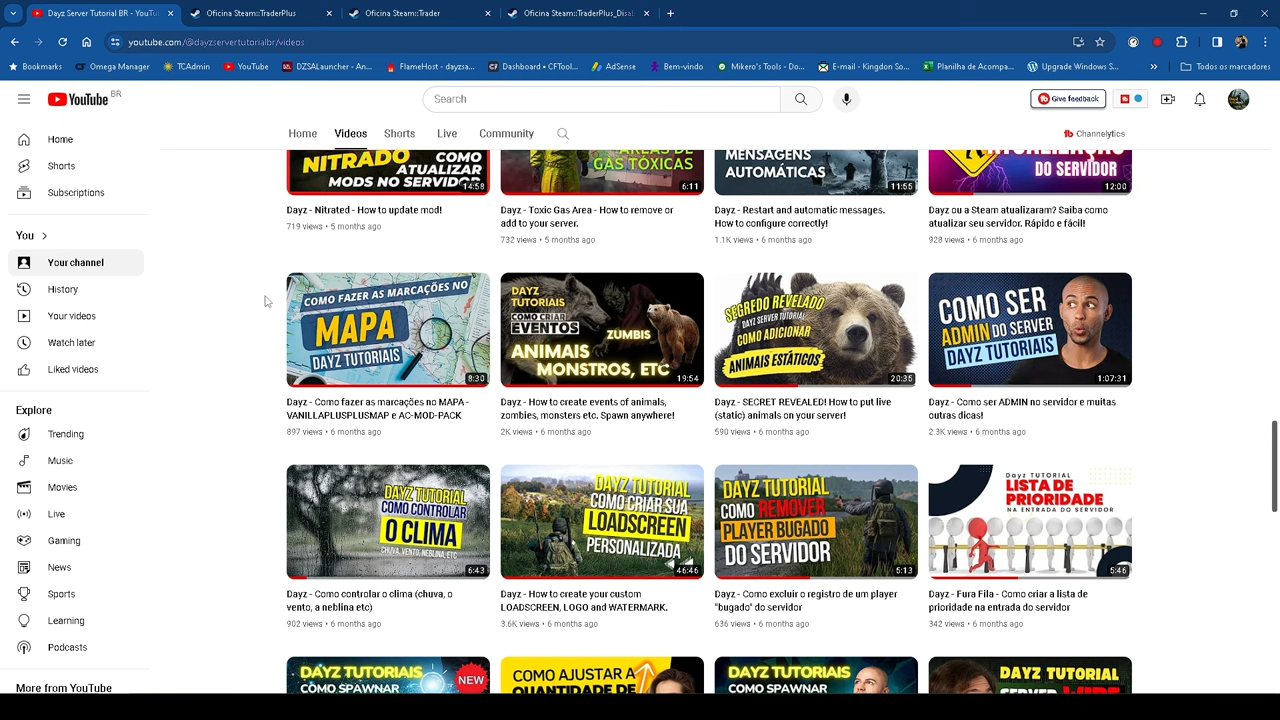 Dayz Server Tutorial BR - YouTu
Oficina Steam::TraderPlus
Oficina Steam::Trader
Oficina Steam::TraderPlus_Disab
youtube.com/@dayzservertutorialbr/videos
Bookmarks
Omega Manager
TCAdmin
YouTube
DZSALauncher - An...
FlameHost - dayzsa...
Dashboard • CFTool...
AdSense
Bem-vindo
Mikero's Tools - Do...
E-mail - Kingdon So...
Planilha de Acompa...
Upgrade Windows S...
Todos os marcadores
YouTube BR
Search
Give feedback
Home
Videos
Shorts
Live
Community
Channelytics
Home
Shorts
Subscriptions
You
Your channel
History
Your videos
Watch later
Liked videos
Explore
Trending
Music
Movies
Live
Gaming
News
Sports
Learning
Podcasts
More from YouTube
NITRADO COMO
ATUALIZAR
MODS NO SERVIDOR
14:58
Dayz - Nitrated - How to update mod!
719 views • 5 months ago
ÁREAS DE
GAS TÓXICAS
6:11
Dayz - Toxic Gas Area - How to remove or
add to your server.
732 views • 5 months ago
MENSAGENS
AUTOMÁTICAS
11:55
Dayz - Restart and automatic messages.
How to configure correctly!
1.1K views • 6 months ago
DO SERVIDOR
12:00
Dayz ou a Steam atualizaram? Saiba como
atualizar seu servidor. Rápido e fácil!
928 views • 6 months ago
COMO FAZER AS MARCAÇÕES NO
MAPA
DAYZ TUTORIAIS
8:30
Dayz - Como fazer as marcações no MAPA -
VANILLAPLUSPLUSMAP e AC-MOD-PACK
897 views • 6 months ago
DAYZ
TUTORIAIS
COMO CRIAR
EVENTOS
ZUMBIS
ANIMAIS
MONSTROS, ETC
19:54
Dayz - How to create events of animals,
zombies, monsters etc. Spawn anywhere!
2K views • 6 months ago
SEGREDO REVELADO
DAYZ SERVER TUTORIAL
COMO ADICIONAR
ANIMAIS ESTÁTICOS
20:35
Dayz - SECRET REVEALED! How to put live
(static) animals on your server!
590 views • 6 months ago
COMO SER
ADMIN DO SERVER
DAYZ TUTORIAIS
1:07:31
Dayz - Como ser ADMIN no servidor e muitas
outras dicas!
2.3K views • 6 months ago
DAYZ TUTORIAL
COMO CONTROLAR
O CLIMA
CHUVA, VENTO, NEBLINA, ETC
6:43
Dayz - Como controlar o clima (chuva, o
vento, a neblina etc)
902 views • 6 months ago
DAYZ TUTORIAL
COMO CRIAR SUA
LOADSCREEN
PERSONALIZADA
46:46
Dayz - How to create your custom
LOADSCREEN, LOGO and WATERMARK.
3.6K views • 6 months ago
DAYZ TUTORIAL
COMO REMOVER
PLAYER BUGADO
DO SERVIDOR
5:13
Dayz - Como excluir o registro de um player
"bugado" do servidor
636 views • 6 months ago
Dayz TUTORIAL
LISTA DE
PRIORIDADE
NA ENTRADA DO SERVIDOR
5:46
Dayz - Fura Fila - Como criar a lista de
prioridade na entrada do servidor
342 views • 6 months ago
DAYZ TUTORIAIS
COMO SPAWNAR
NEW
COMO AJUSTAR A
QUANTIDADE DE
DAYZ TUTORIAIS
COMO SPAWNAR
DAYZ TUTORIAL
SERVER WIPE